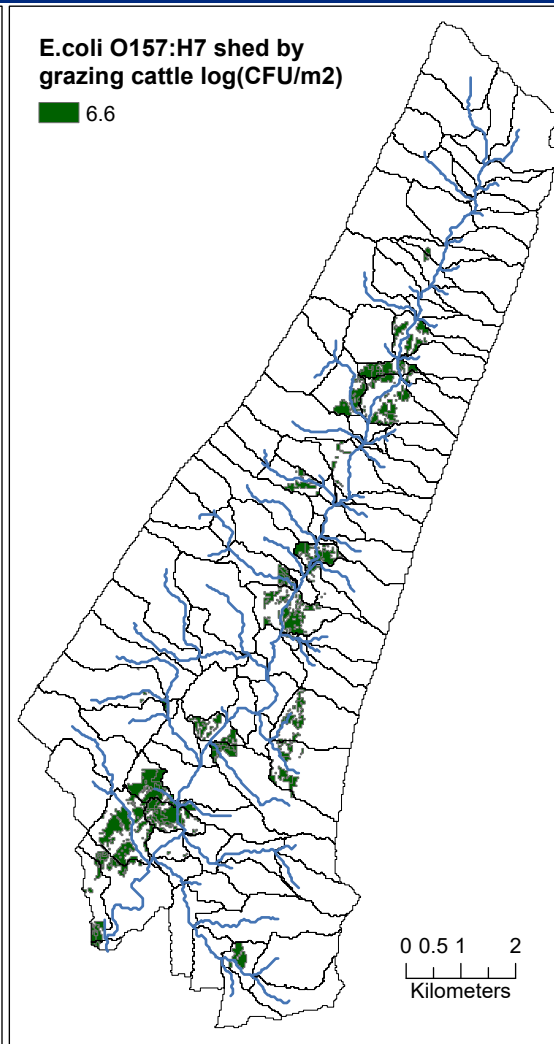 E.coli O157:H7 shed by
grazing cattle log(CFU/m2)
6.6
0 0.5 1 2
Kilometers